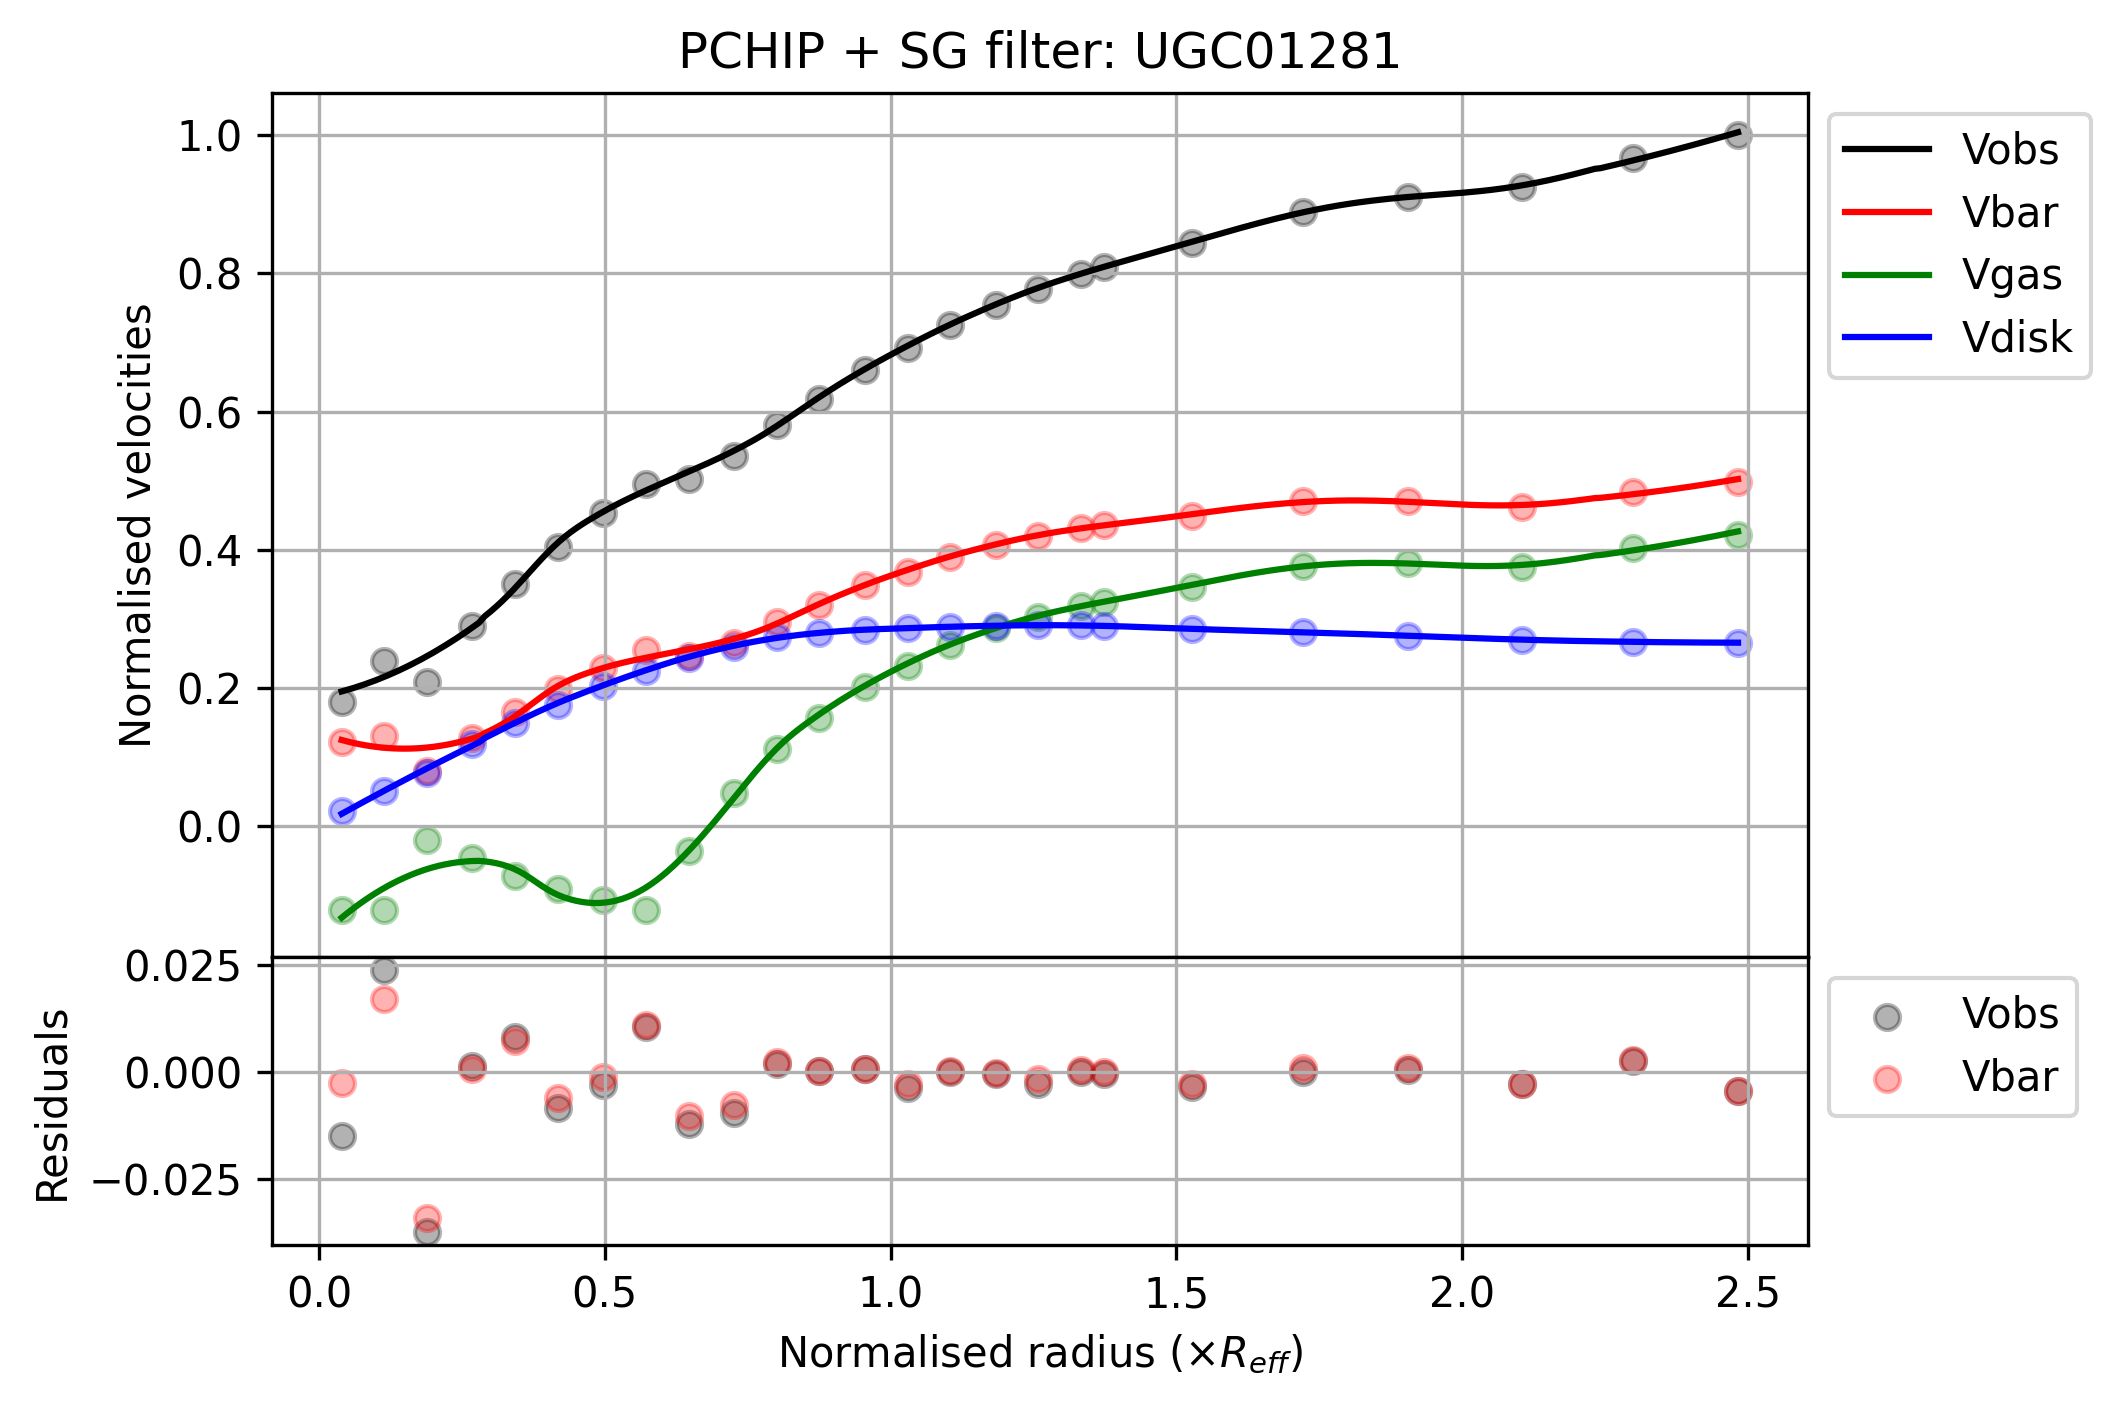 PCHIP + SG filter: UGC01281
Normalised velocities
1.0
0.8
0.6
0.4
0.2
0.0
Vobs
Vbar
Vgas
Vdisk
Residuals
0.025
0.000
−0.025
Vobs
Vbar
0.0 0.5 1.0 1.5 2.0 2.5
Normalised radius (×R_eff)